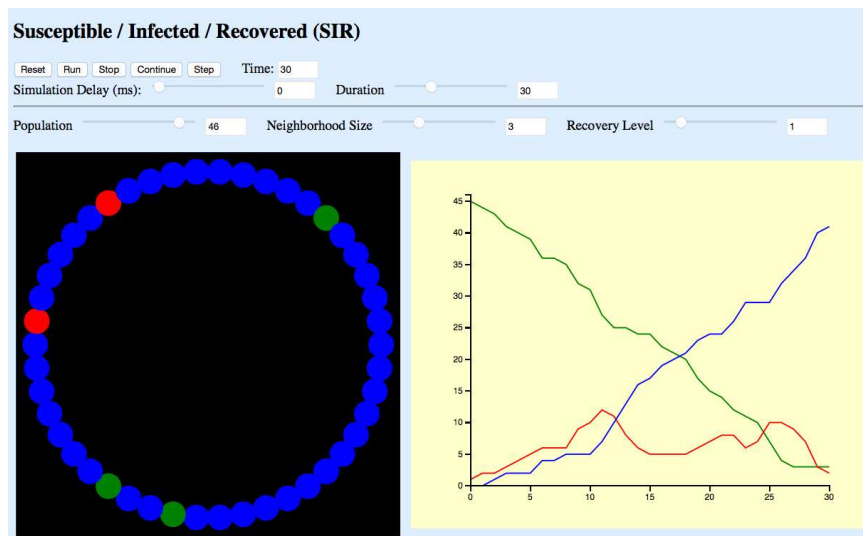 Susceptible / Infected / Recovered (SIR)
Reset Run Stop Continue Step Time: 30
Simulation Delay (ms): 0 Duration 30
Population 46 Neighborhood Size 3 Recovery Level 1
45
40
35
30
25
20
15
10
5
0
0 5 10 15 20 25 30